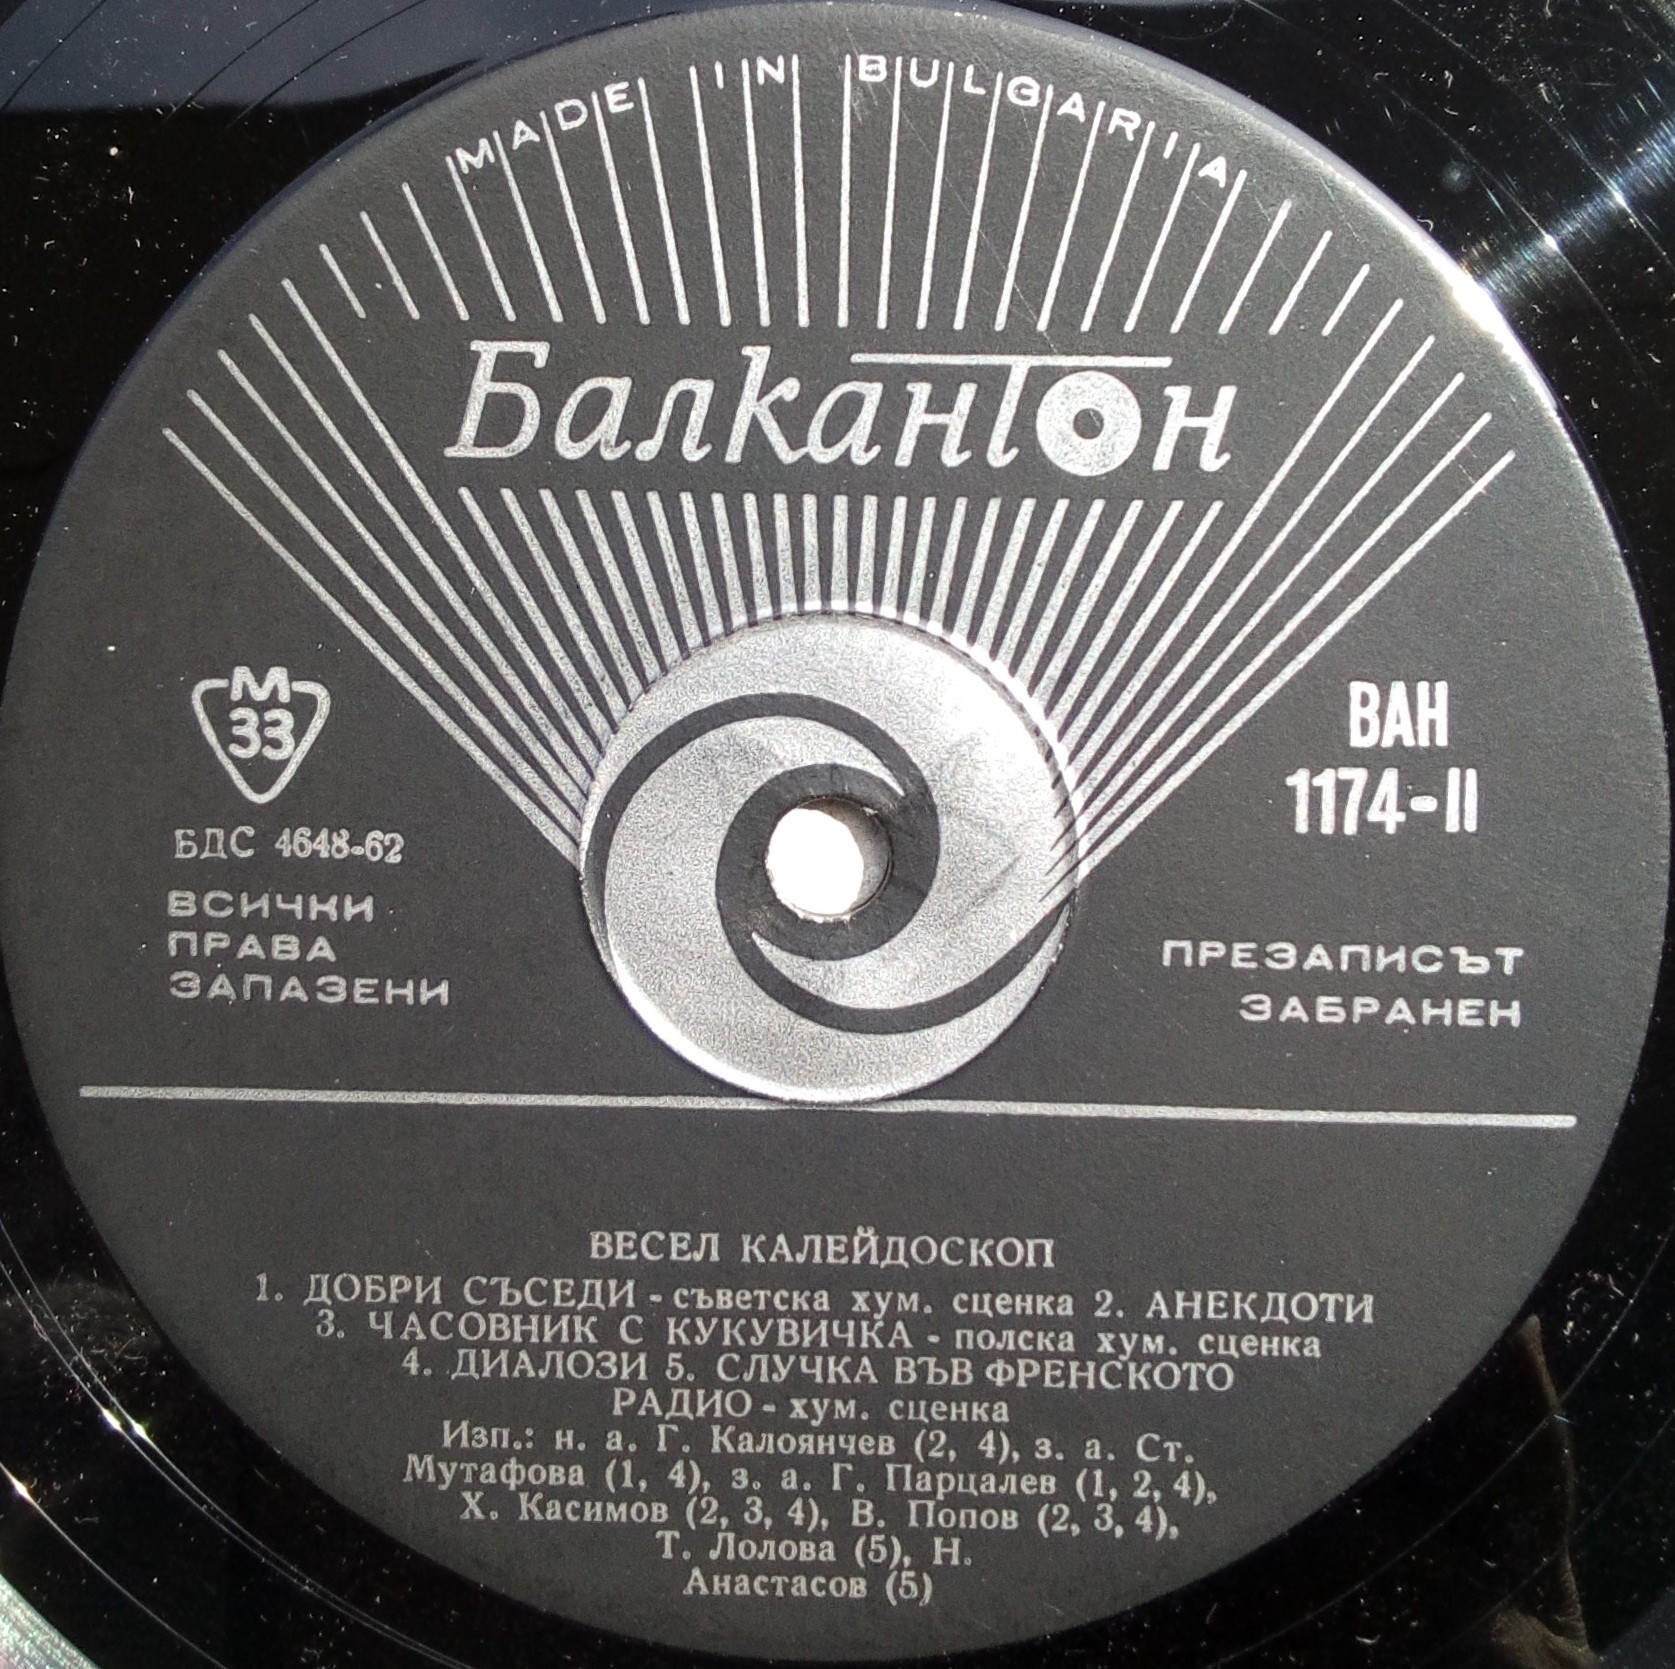 MADE IN BULGARIA
Балкантон
М
33
ВАН
1174-II
БДС 4648-62
ВСИЧКИ
ПРАВА
ЗАПАЗЕНИ
ПРЕЗАПИСЪТ
ЗАБРАНЕН
ВЕСЕЛ КАЛЕЙДОСКОП
1. ДОБРИ СЪСЕДИ - съветска хум. сценка 2. АНЕКДОТИ
3. ЧАСОВНИК С КУКУВИЧКА - полска хум. сценка
4. ДИАЛОЗИ 5. СЛУЧКА ВЪВ ФРЕНСКОТО
РАДИО - хум. сценка
Изп.: н. а. Г. Калоянчев (2, 4), з. а. Ст.
Мутафова (1, 4), з. а. Г. Парцалев (1, 2, 4),
Х. Касимов (2, 3, 4), В. Попов (2, 3, 4),
Т. Лолова (5), Н.
Анастасов (5)